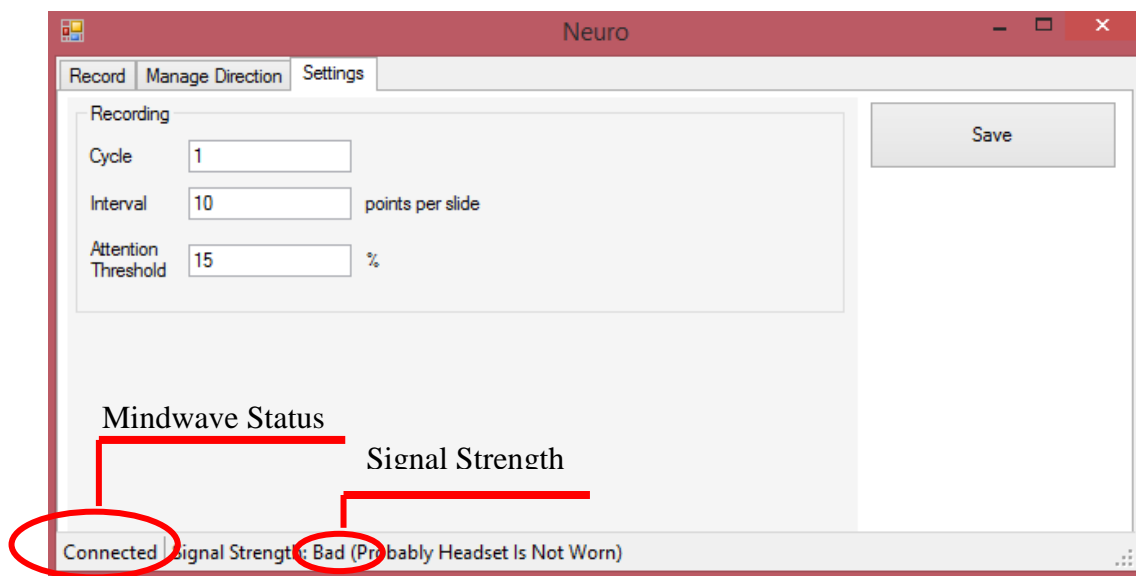 Neuro
Record Manage Direction Settings
Recording
Save
Cycle 1
Interval 10 points per slide
Attention
Threshold 15 %
Mindwave Status
Signal Strength
Connected Signal Strength: Bad (Probably Headset Is Not Worn)